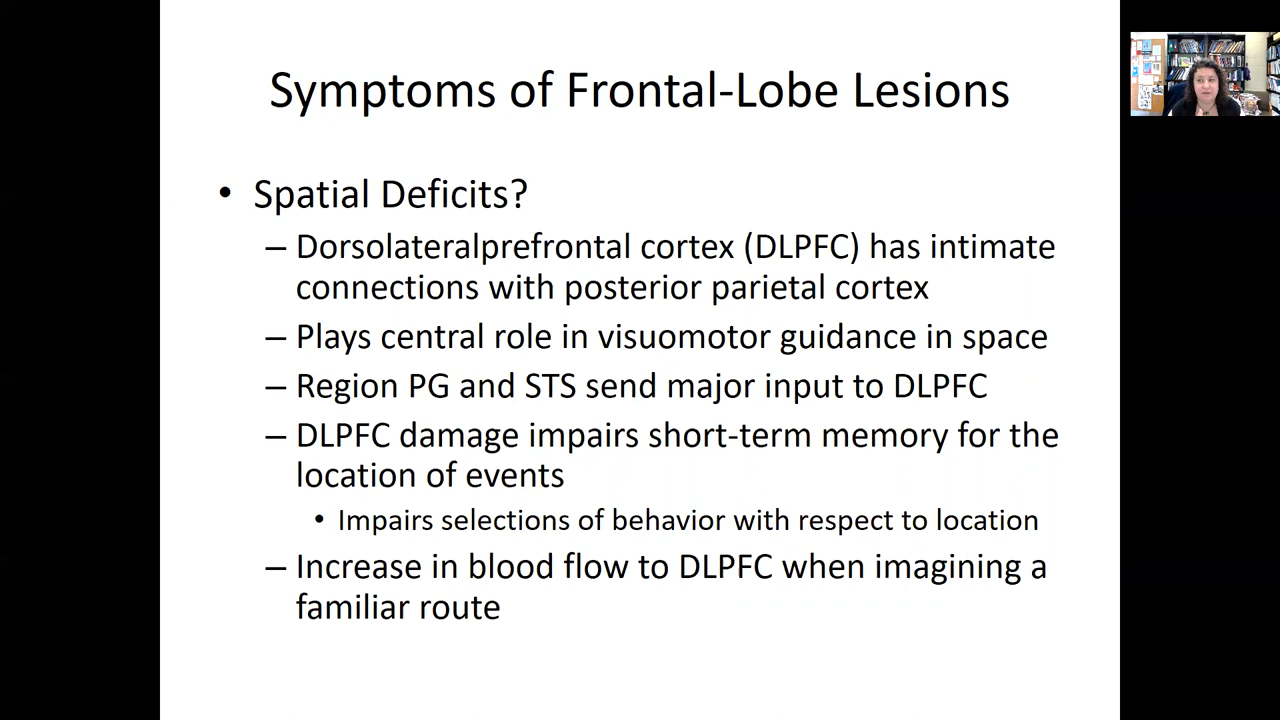 Symptoms of Frontal-Lobe Lesions
• Spatial Deficits?
– Dorsolateralprefrontal cortex (DLPFC) has intimate
connections with posterior parietal cortex
– Plays central role in visuomotor guidance in space
– Region PG and STS send major input to DLPFC
– DLPFC damage impairs short-term memory for the
location of events
• Impairs selections of behavior with respect to location
– Increase in blood flow to DLPFC when imagining a
familiar route